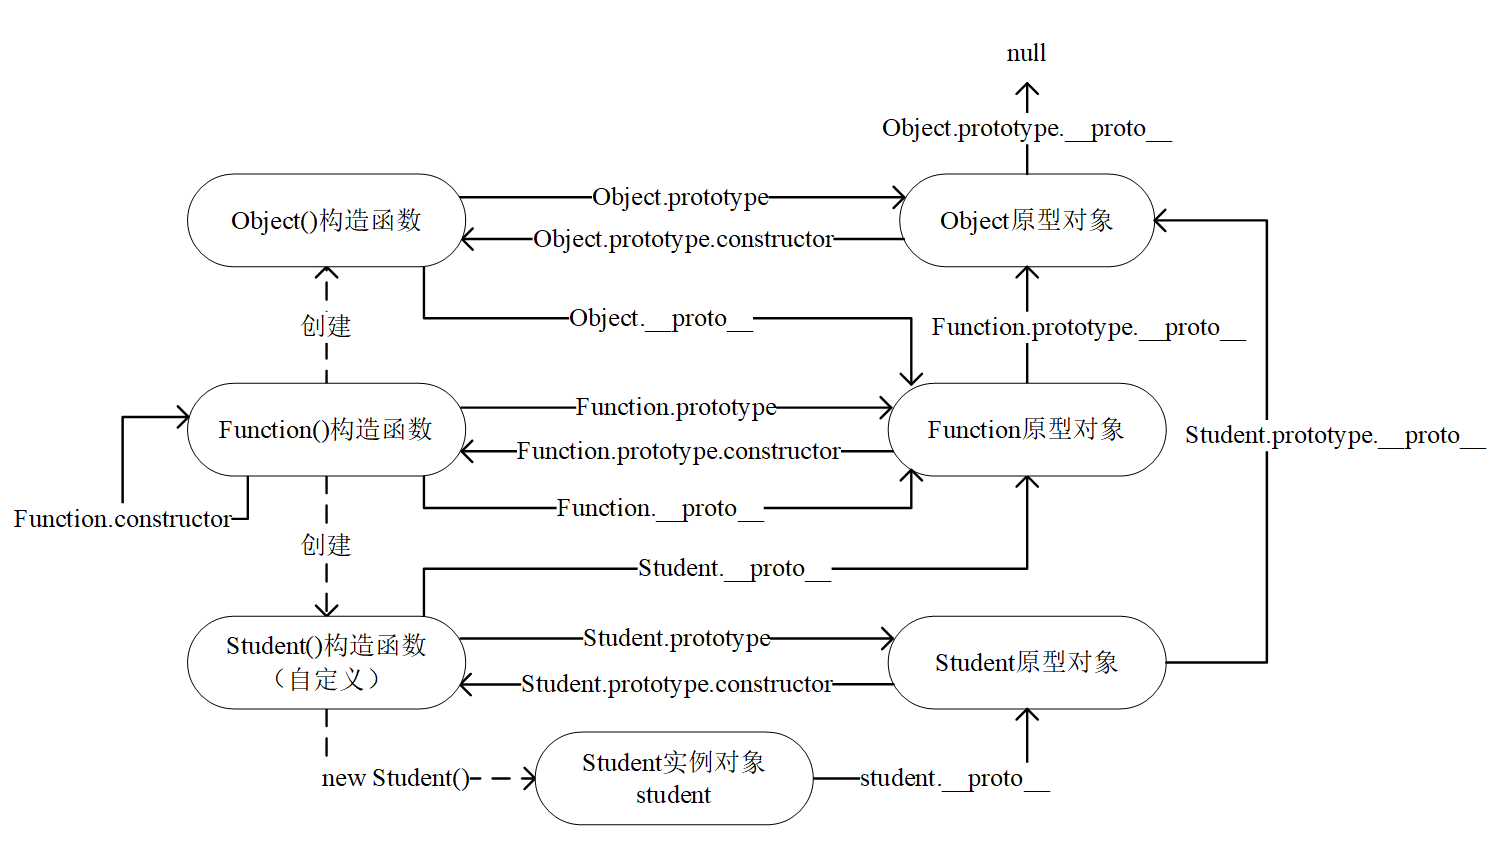 null
Object.prototype.__proto__
Object()构造函数
Object.prototype
Object原型对象
Object.prototype.constructor
创建
Object.__proto__
Function.prototype.__proto__
Function()构造函数
Function.prototype
Function原型对象
Student.prototype.__proto__
Function.prototype.constructor
Function.constructor
Function.__proto__
创建
Student.__proto__
Student()构造函数
（自定义）
Student.prototype
Student原型对象
Student.prototype.constructor
new Student()
Student实例对象
student
student.__proto__